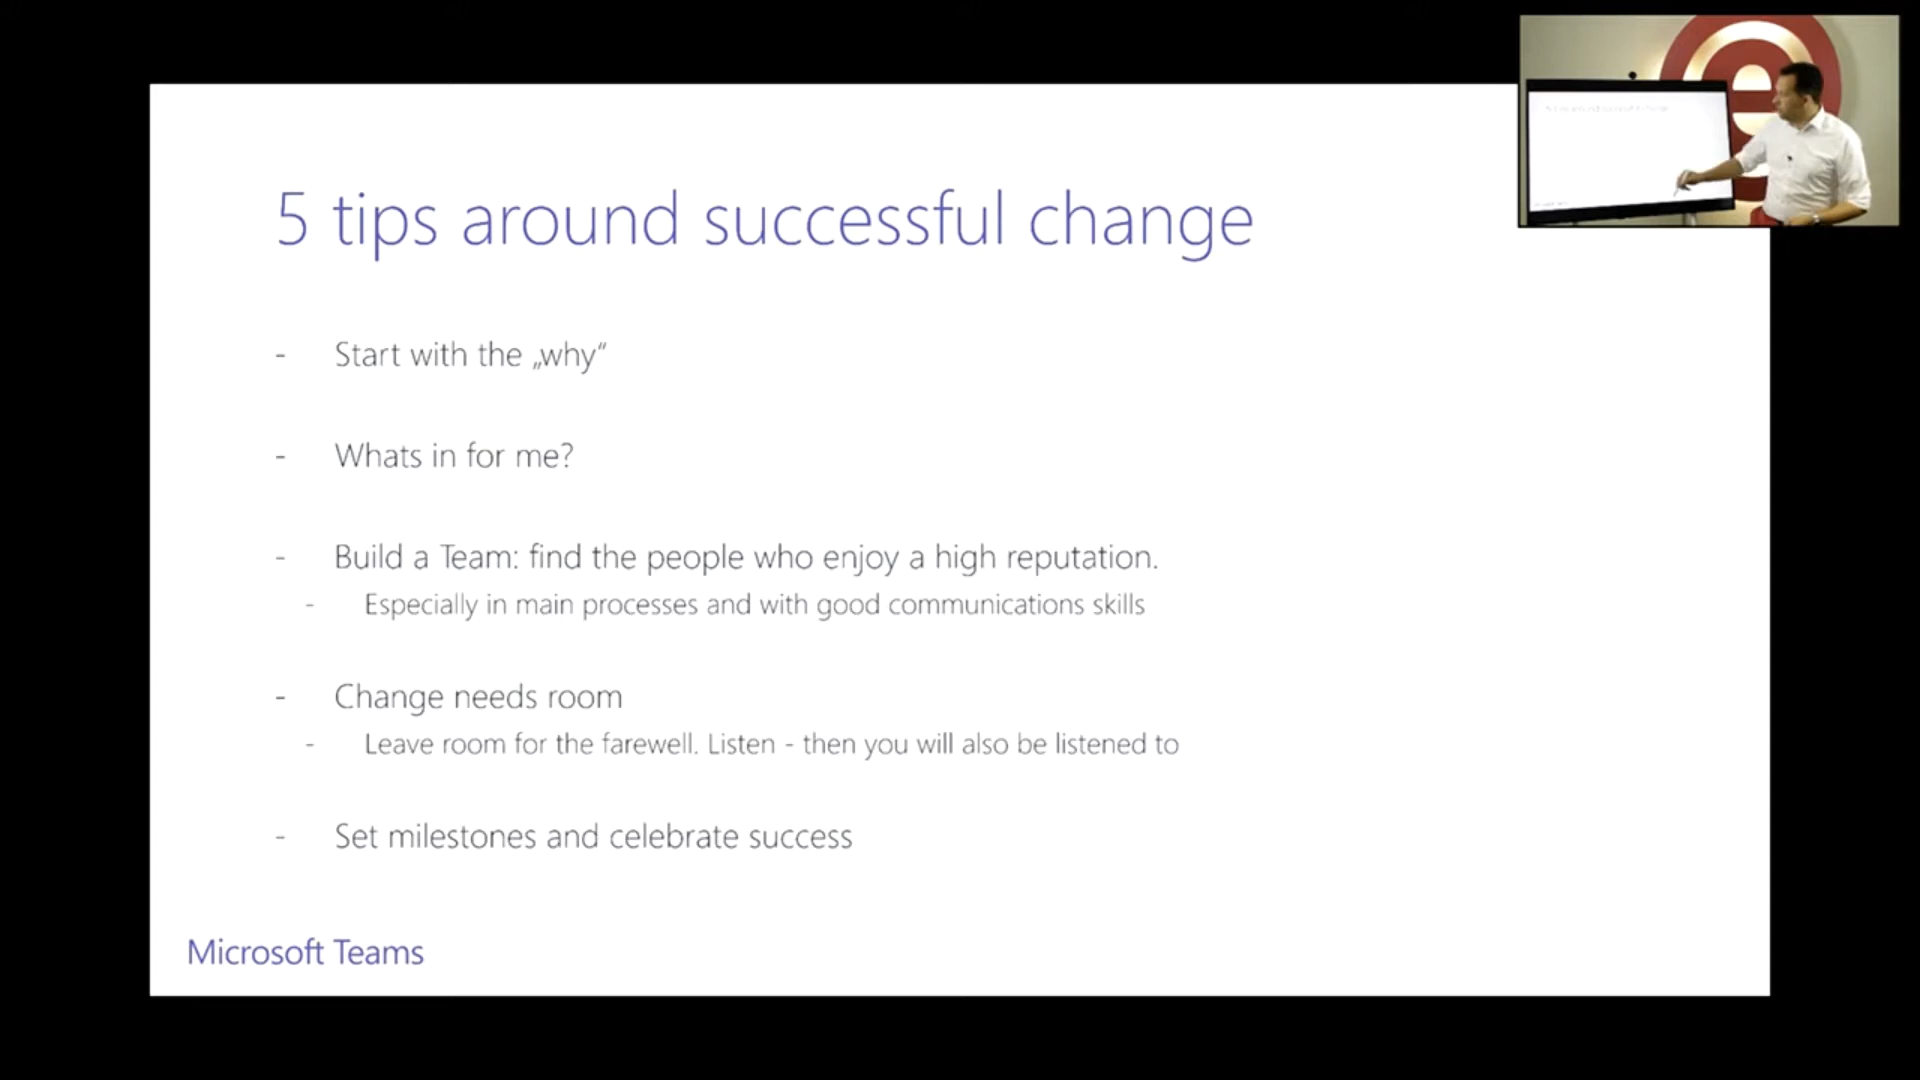 5 tips around successful change
- Start with the „why“
- Whats in for me?
- Build a Team: find the people who enjoy a high reputation.
- Especially in main processes and with good communications skills
- Change needs room
- Leave room for the farewell. Listen - then you will also be listened to
- Set milestones and celebrate success
Microsoft Teams